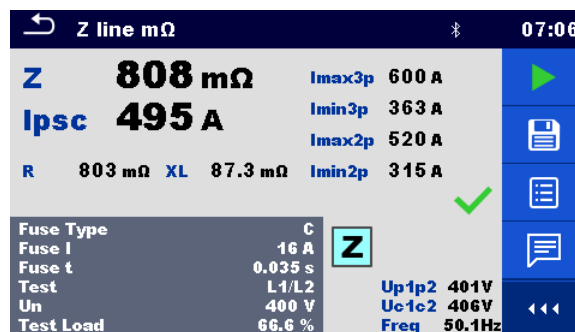 Z line mΩ 07:06
Z 808 mΩ Imax3p 600 A
Ipsc 495 A Imin3p 363 A
Imax2p 520 A
R 803 mΩ XL 87.3 mΩ Imin2p 315 A
Fuse Type C
Fuse I 16 A
Z
Fuse t 0.035 s
Test L1/L2 Up1p2 401V
Un 400 V Uc1c2 406V
Test Load 66.6 % Freq 50.1Hz